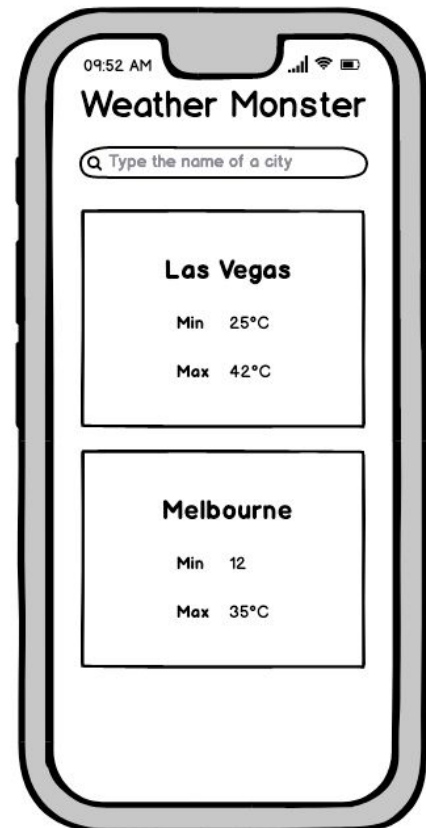 09:52 AM
Weather Monster
Type the name of a city
Las Vegas
Min 25°C
Max 42°C
Melbourne
Min 12
Max 35°C